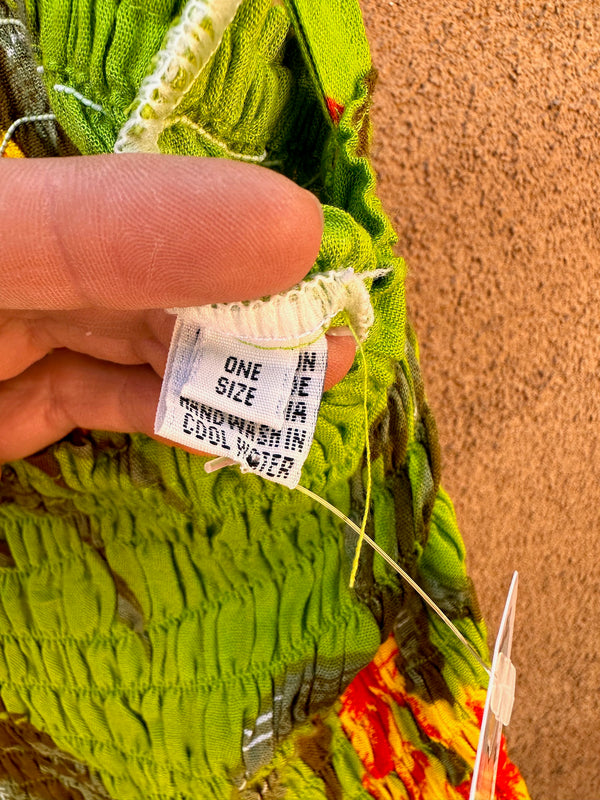 ONE
SIZE
HAND WASH IN
COOL WATER